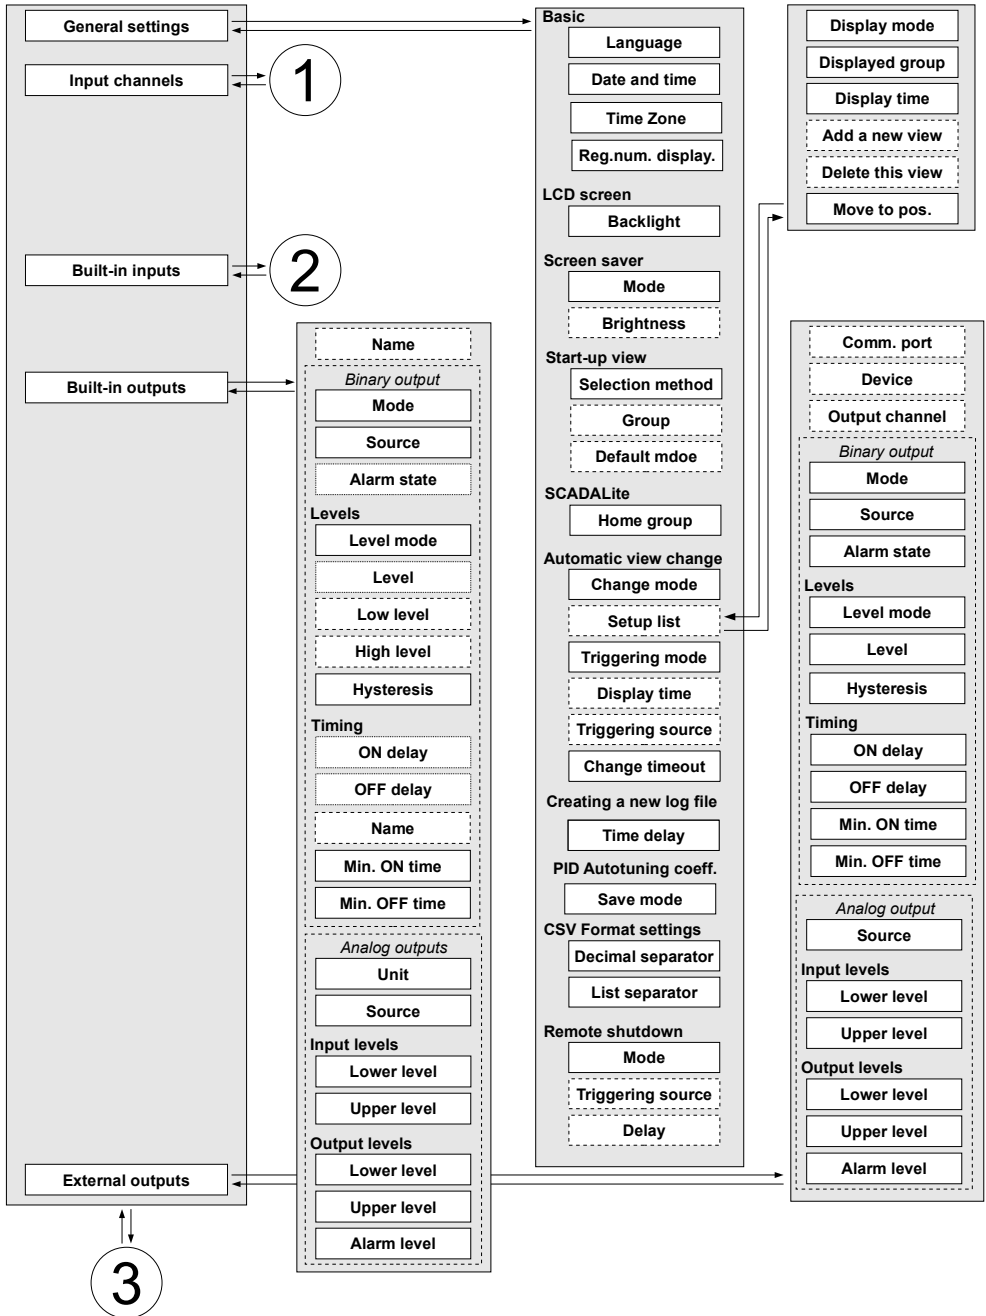 General settings
Input channels
1
Built-in inputs
2
Built-in outputs
External outputs
3
Name
Binary output
Mode
Source
Alarm state
Levels
Level mode
Level
Low level
High level
Hysteresis
Timing
ON delay
OFF delay
Name
Min. ON time
Min. OFF time
Analog outputs
Unit
Source
Input levels
Lower level
Upper level
Output levels
Lower level
Upper level
Alarm level
Basic
Language
Date and time
Time Zone
Reg.num. display.
LCD screen
Backlight
Screen saver
Mode
Brightness
Start-up view
Selection method
Group
Default mdoe
SCADALite
Home group
Automatic view change
Change mode
Setup list
Triggering mode
Display time
Triggering source
Change timeout
Creating a new log file
Time delay
PID Autotuning coeff.
Save mode
CSV Format settings
Decimal separator
List separator
Remote shutdown
Mode
Triggering source
Delay
Display mode
Displayed group
Display time
Add a new view
Delete this view
Move to pos.
Comm. port
Device
Output channel
Binary output
Mode
Source
Alarm state
Levels
Level mode
Level
Hysteresis
Timing
ON delay
OFF delay
Min. ON time
Min. OFF time
Analog output
Source
Input levels
Lower level
Upper level
Output levels
Lower level
Upper level
Alarm level